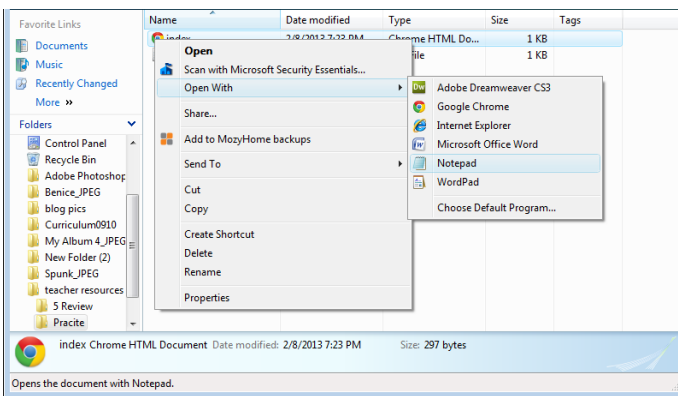 Favorite Links
Documents
Music
Recently Changed
More »
Folders
Control Panel
Recycle Bin
Adobe Photoshop
Benice_JPEG
blog pics
Curriculum0910
My Album 4_JPEG
New Folder (2)
Spunk_JPEG
teacher resources
5 Review
Pracite
Name Date modified Type Size Tags
index 2/8/2013 7:23 PM Chrome HTML Do... 1 KB
File 1 KB
Open
Scan with Microsoft Security Essentials...
Open With
Share...
Add to MozyHome backups
Send To
Cut
Copy
Create Shortcut
Delete
Rename
Properties
Dw Adobe Dreamweaver CS3
Google Chrome
Internet Explorer
Microsoft Office Word
Notepad
WordPad
Choose Default Program...
index Chrome HTML Document Date modified: 2/8/2013 7:23 PM Size: 297 bytes
Opens the document with Notepad.